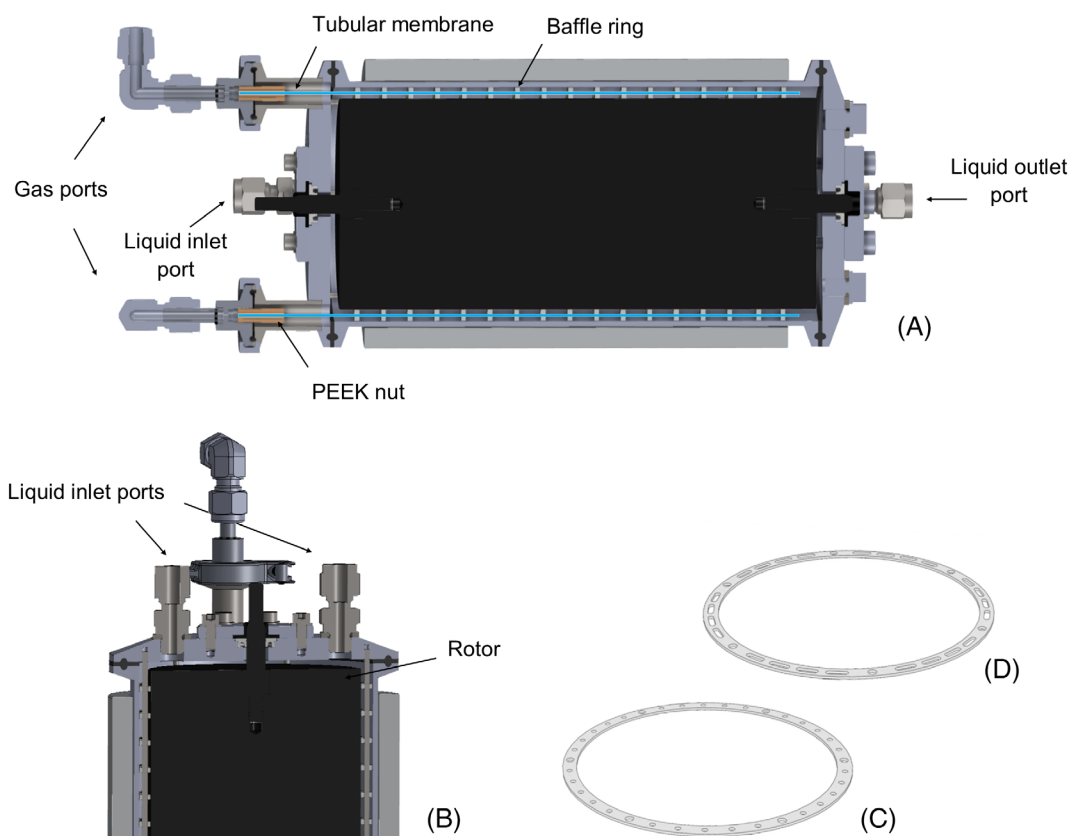 Tubular membrane
Baffle ring
Gas ports
Liquid inlet
port
Liquid outlet
port
PEEK nut
(A)
Liquid inlet ports
Rotor
(B)
(D)
(C)